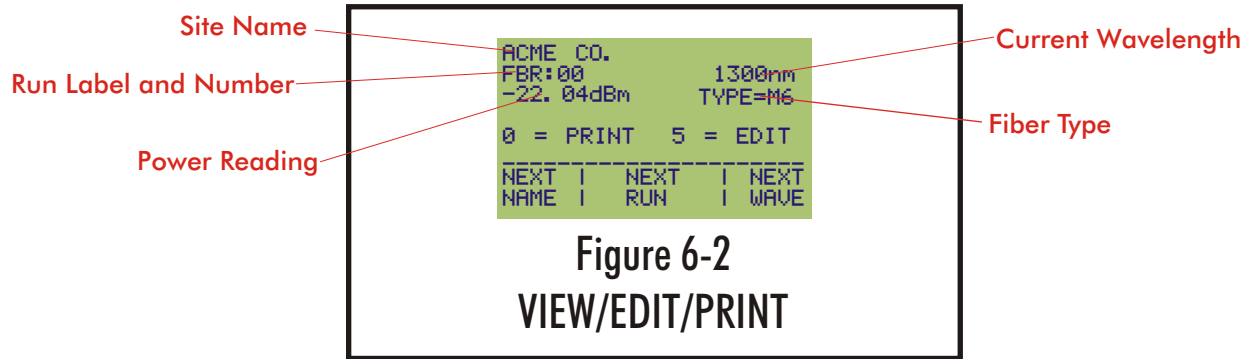 Site Name
Run Label and Number
Power Reading
ACME CO.
FBR:00 1300nm
-22. 04dBm TYPE=M6
0 = PRINT 5 = EDIT
NEXT | NEXT | NEXT
NAME | RUN | WAVE
Current Wavelength
Fiber Type
Figure 6-2
VIEW/EDIT/PRINT